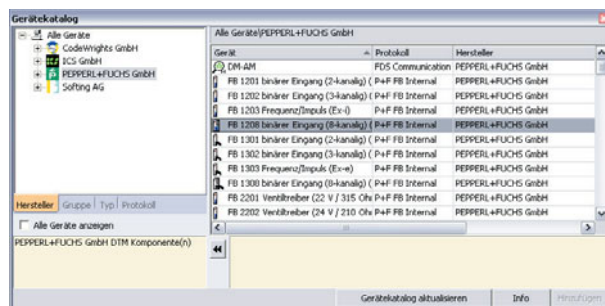 Gerätekatalog
Alle Geräte
CodeWrights GmbH
ICS GmbH
PEPPERL+FUCHS GmbH
Softing AG
Hersteller Gruppe Typ Protokoll
Alle Geräte anzeigen
PEPPERL+FUCHS GmbH DTM Komponente(n)
Alle Geräte\PEPPERL+FUCHS GmbH
Gerät Protokoll Hersteller
DM-AM FDS Communication PEPPERL+FUCHS GmbH
FB 1201 binärer Eingang (2-kanalig) ( P+F FB Internal PEPPERL+FUCHS GmbH
FB 1202 binärer Eingang (3-kanalig) ( P+F FB Internal PEPPERL+FUCHS GmbH
FB 1203 Frequenz/Impuls (Ex-i) P+F FB Internal PEPPERL+FUCHS GmbH
FB 1208 binärer Eingang (8-kanalig) ( P+F FB Internal PEPPERL+FUCHS GmbH
FB 1301 binärer Eingang (2-kanalig) ( P+F FB Internal PEPPERL+FUCHS GmbH
FB 1302 binärer Eingang (3-kanalig) ( P+F FB Internal PEPPERL+FUCHS GmbH
FB 1303 Frequenz/Impuls (Ex-e) P+F FB Internal PEPPERL+FUCHS GmbH
FB 1308 binärer Eingang (8-kanalig) ( P+F FB Internal PEPPERL+FUCHS GmbH
FB 2201 Ventiltreiber (22 V / 315 Ohm P+F FB Internal PEPPERL+FUCHS GmbH
FB 2202 Ventiltreiber (24 V / 210 Ohm P+F FB Internal PEPPERL+FUCHS GmbH
Gerätekatalog aktualisieren Info Hinzufügen